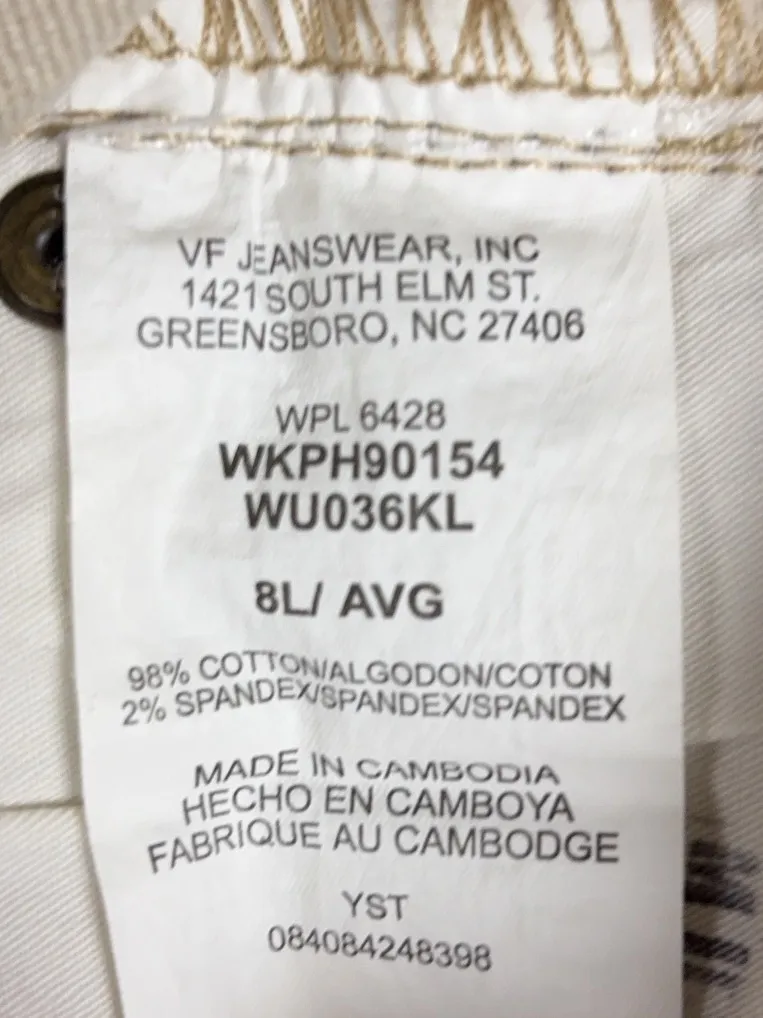 VF JEANSWEAR, INC
1421 SOUTH ELM ST.
GREENSBORO, NC 27406
WPL 6428
WKPH90154
WU036KL
8L/ AVG
98% COTTON/ALGODON/COTON
2% SPANDEX/SPANDEX/SPANDEX
MADE IN CAMBODIA
HECHO EN CAMBOYA
FABRIQUE AU CAMBODGE
YST
084084248398